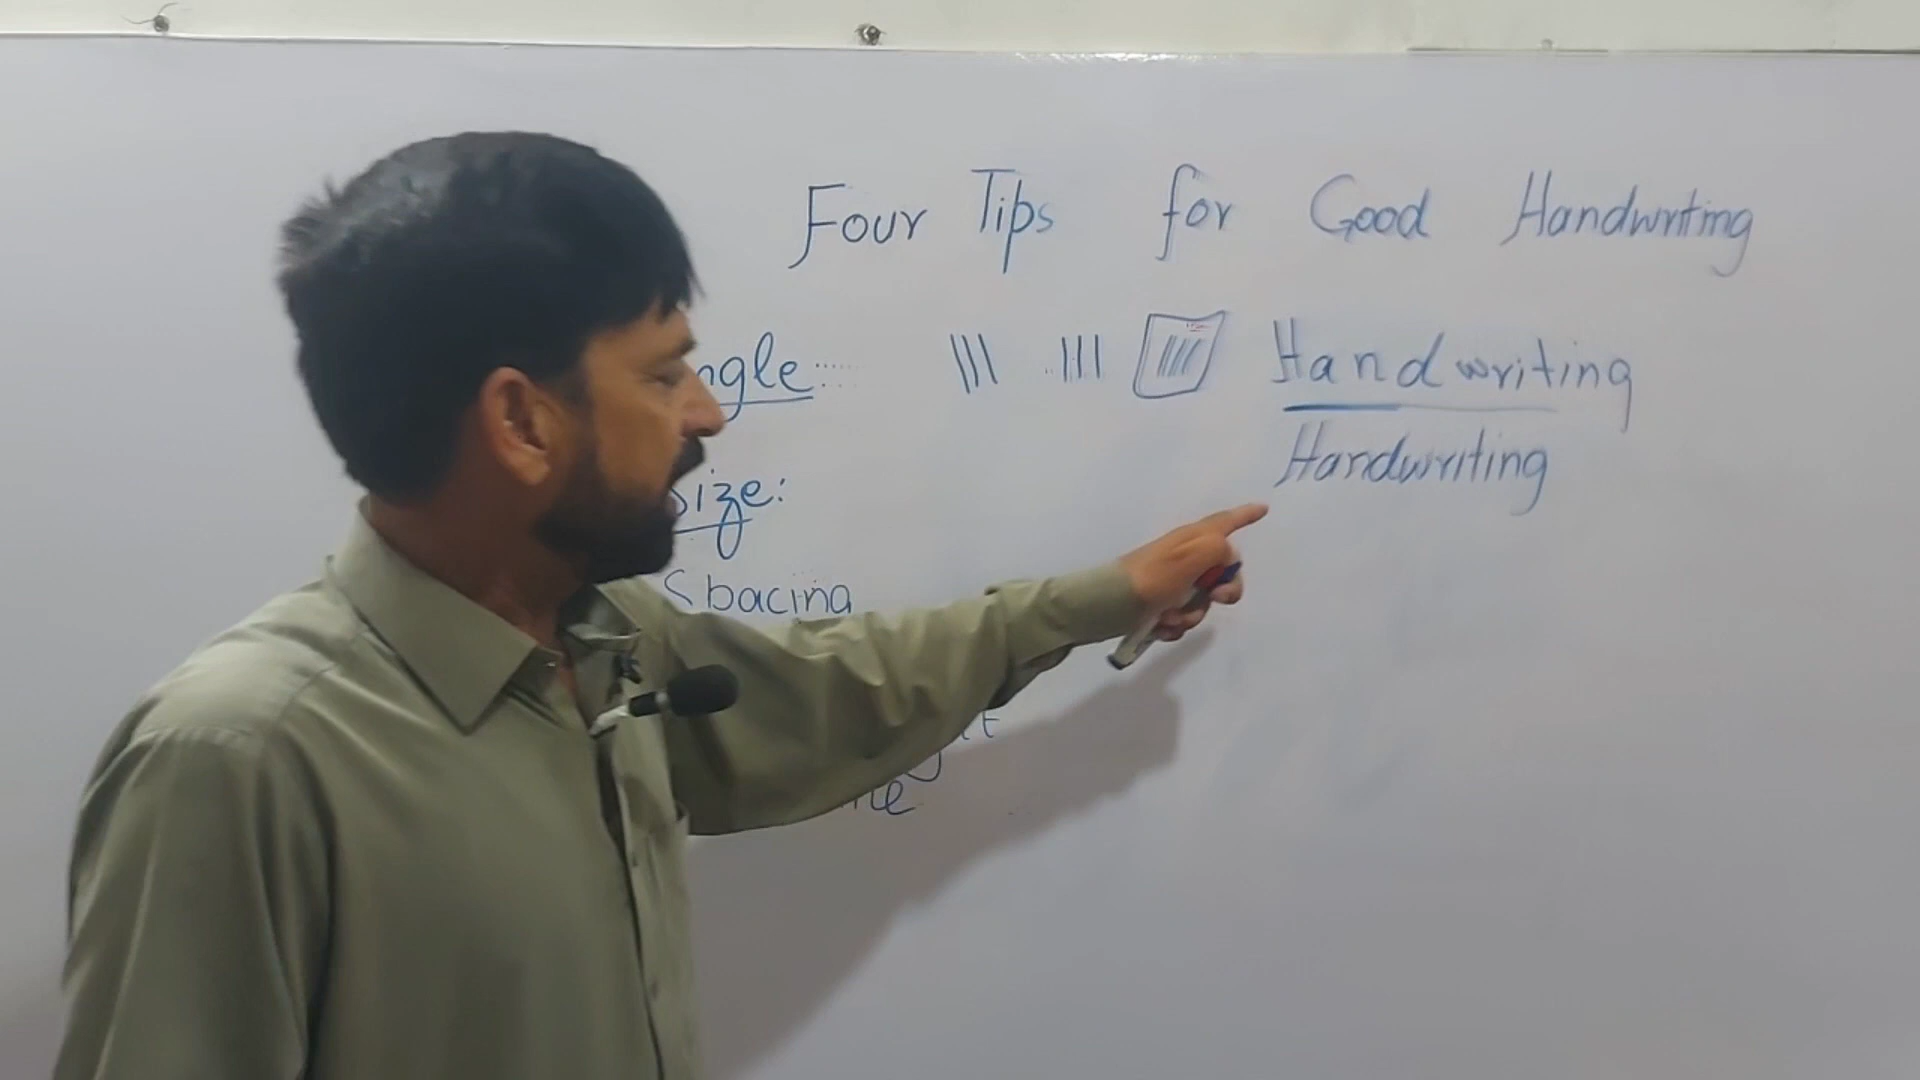 Four Tips for Good Handwriting
ngle: Handwriting
Size: Handwriting
Spacing